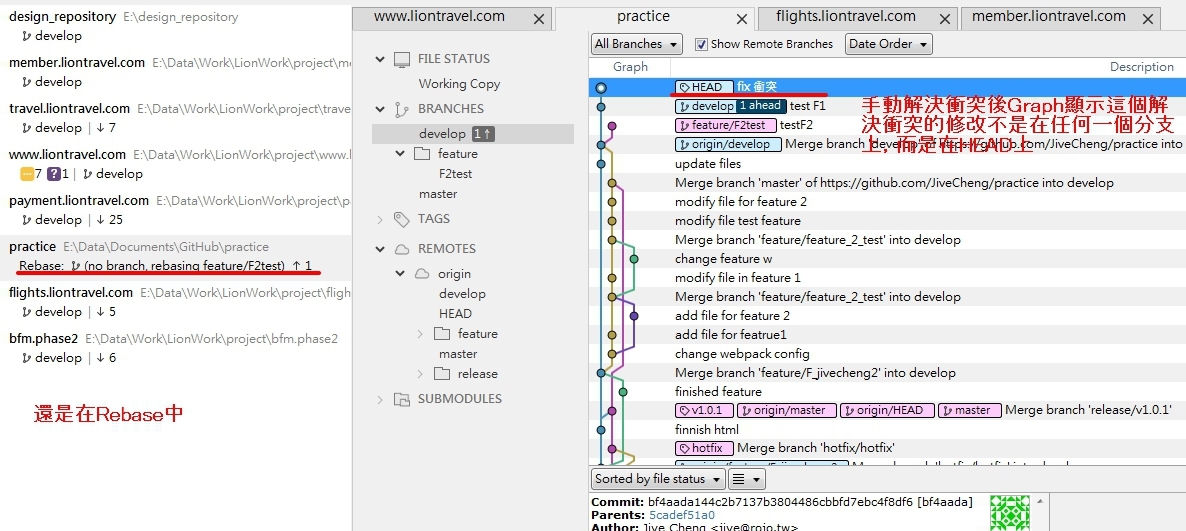 design_repository E:\design_repository
develop
member.liontravel.com E:\Data\Work\LionWork\project\me
develop
travel.liontravel.com E:\Data\Work\LionWork\project\trav
develop | ↓ 7
www.liontravel.com E:\Data\Work\LionWork\project\www.l
7 ?1 | develop
payment.liontravel.com E:\Data\Work\LionWork\project\pa
develop | ↓ 25
practice E:\Data\Documents\GitHub\practice
Rebase: (no branch, rebasing feature/F2test) ↑ 1
flights.liontravel.com E:\Data\Work\LionWork\project\flight
develop | ↓ 5
bfm.phase2 E:\Data\Work\LionWork\project\bfm.phase2
develop | ↓ 6
還是在Rebase中
www.liontravel.com
practice
flights.liontravel.com
member.liontravel.com
FILE STATUS
Working Copy
BRANCHES
develop 1↑
feature
F2test
master
TAGS
REMOTES
origin
develop
HEAD
feature
master
release
SUBMODULES
All Branches Show Remote Branches Date Order
Graph Description
HEAD fix 衝突
develop 1 ahead test F1
feature/F2test testF2
origin/develop Merge branch 'develop' of https://github.com/JiveCheng/practice into
update files
Merge branch 'master' of https://github.com/JiveCheng/practice into develop
modify file for feature 2
modify file test feature
Merge branch 'feature/feature_2_test' into develop
change feature w
modify file in feature 1
Merge branch 'feature/feature_2_test' into develop
add file for feature 2
add file for featrue1
change webpack config
Merge branch 'feature/F_jivecheng2' into develop
finished feature
v1.0.1 origin/master origin/HEAD master Merge branch 'release/v1.0.1'
finnish html
hotfix Merge branch 'hotfix/hotfix'
手動解決衝突後Graph顯示這個解
決衝突的修改不是在任何一個分支
上, 而是在HEAD上
Sorted by file status
Commit: bf4aada144c2b7137b3804486cbbfd7ebc4f8df6 [bf4aada]
Parents: 5cadef51a0
Author: Jive Cheng <jive@rojo.tw>